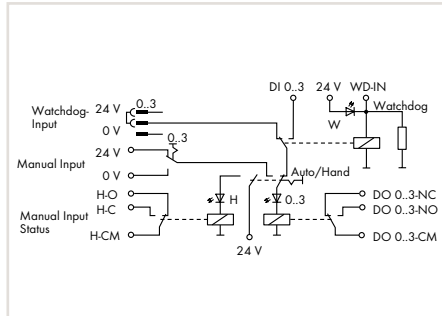 DI 0..3 24 V WD-IN
24 V 0..3
Watchdog-
Input
W
Watchdog
0 V
0..3
24 V
Manual Input
Auto/Hand
0 V
H-O
H
0..3
DO 0..3-NC
Manual Input
Status
H-C
DO 0..3-NO
H-CM
24 V
DO 0..3-CM